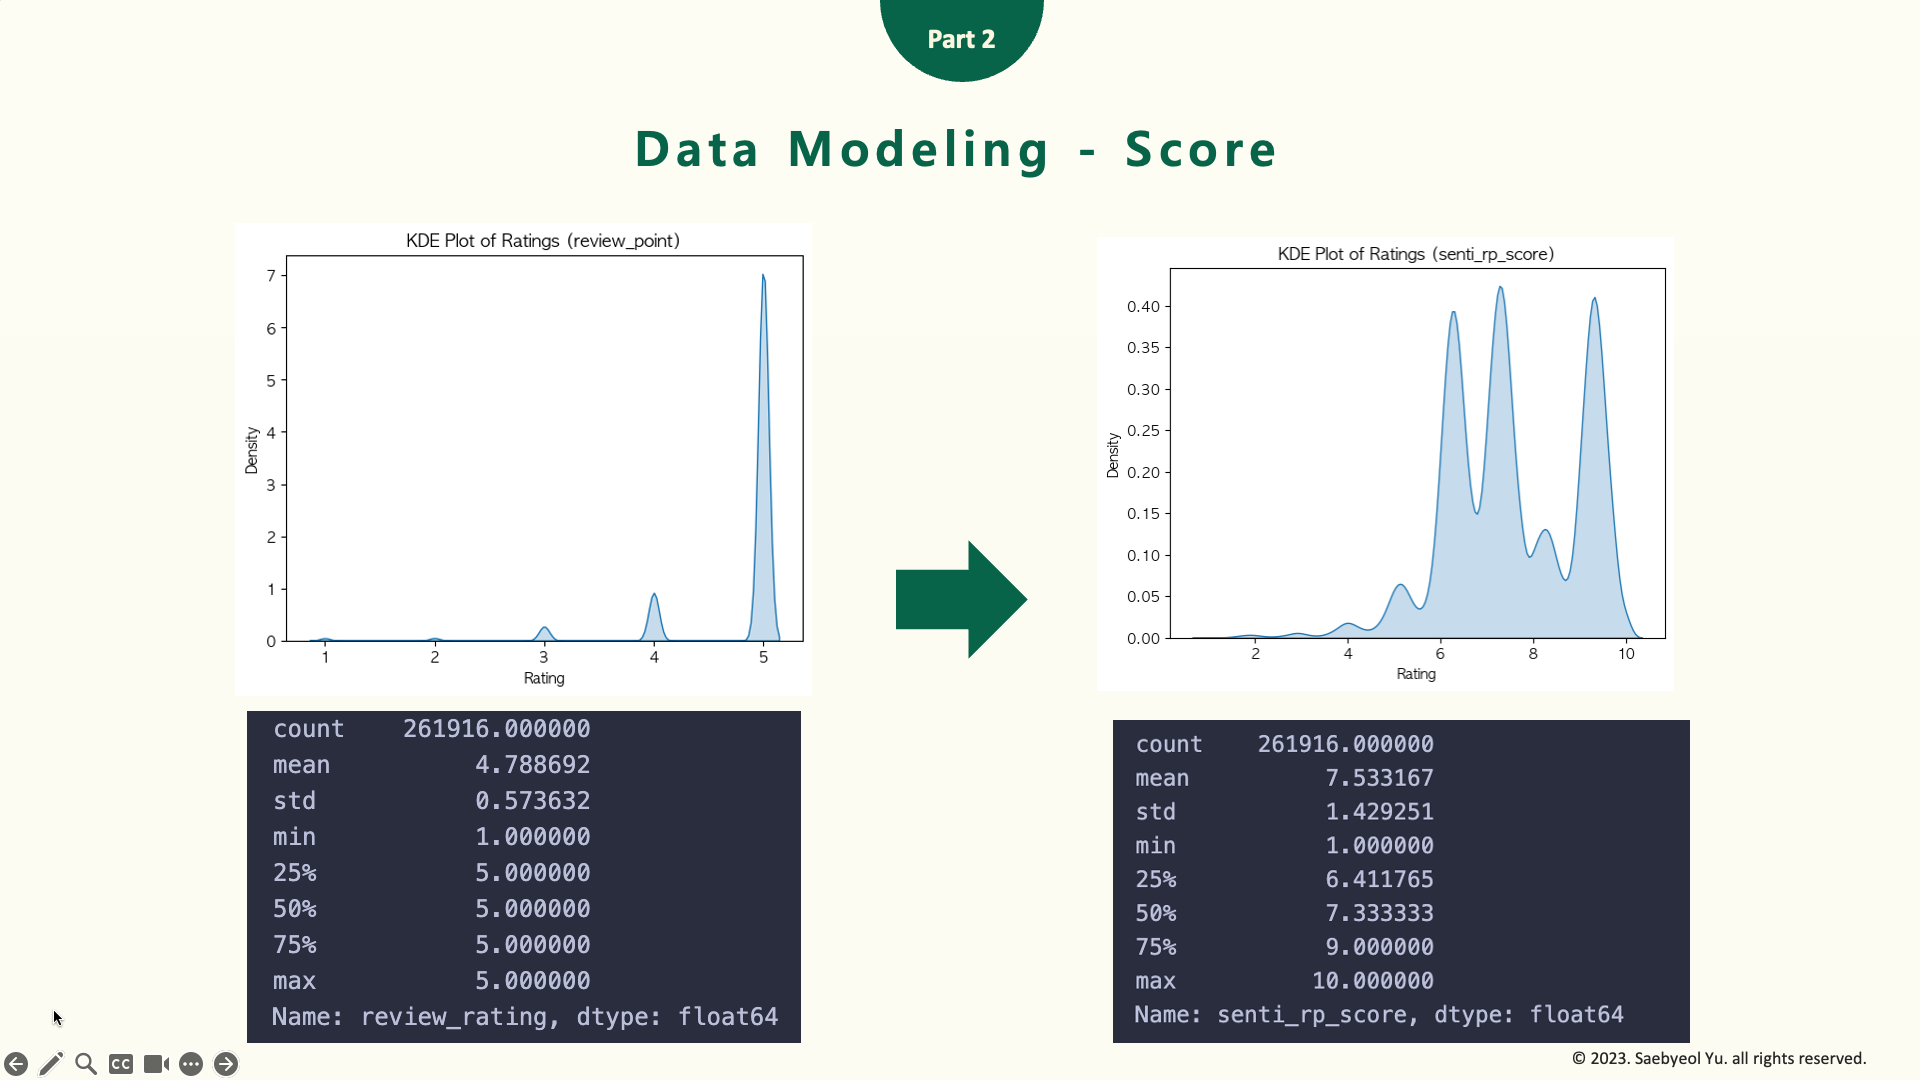 Part 2
Data Modeling - Score
KDE Plot of Ratings (review_point)
7
6
5
4
3
2
1
0
Density
1 2 3 4 5
Rating
count 261916.000000
mean 4.788692
std 0.573632
min 1.000000
25% 5.000000
50% 5.000000
75% 5.000000
max 5.000000
Name: review_rating, dtype: float64
KDE Plot of Ratings (senti_rp_score)
0.40
0.35
0.30
0.25
0.20
0.15
0.10
0.05
0.00
Density
2 4 6 8 10
Rating
count 261916.000000
mean 7.533167
std 1.429251
min 1.000000
25% 6.411765
50% 7.333333
75% 9.000000
max 10.000000
Name: senti_rp_score, dtype: float64
CC
© 2023. Saebyeol Yu. all rights reserved.